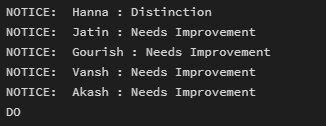 NOTICE:  Hanna : Distinction
NOTICE:  Jatin : Needs Improvement
NOTICE:  Gourish : Needs Improvement
NOTICE:  Vansh : Needs Improvement
NOTICE:  Akash : Needs Improvement
DO